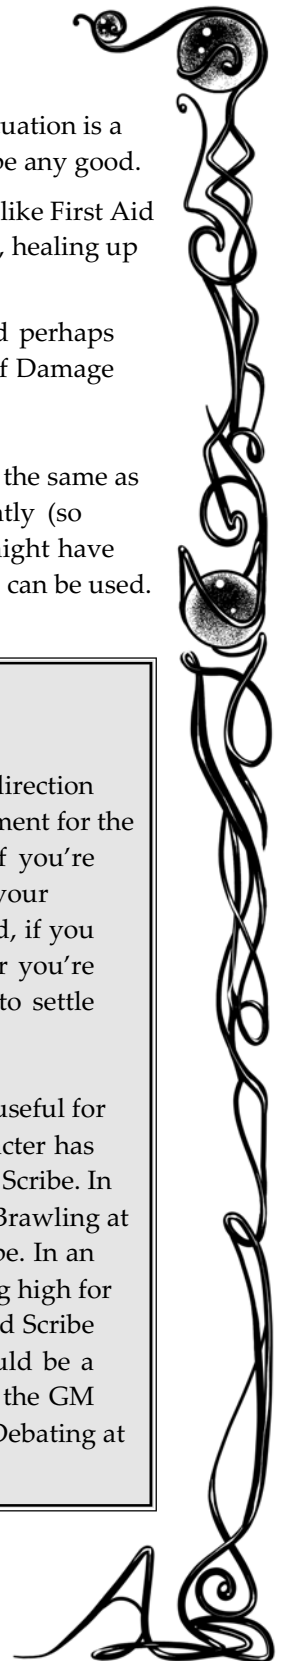 uation is a
be any good.
like First Aid
, healing up
d perhaps
f Damage
the same as
tly (so
night have
can be used.
direction
ment for the
f you're
your
d, if you
r you're
to settle
useful for
cter has
Scribe. In
Brawling at
be. In an
g high for
d Scribe
uld be a
the GM
Debating at